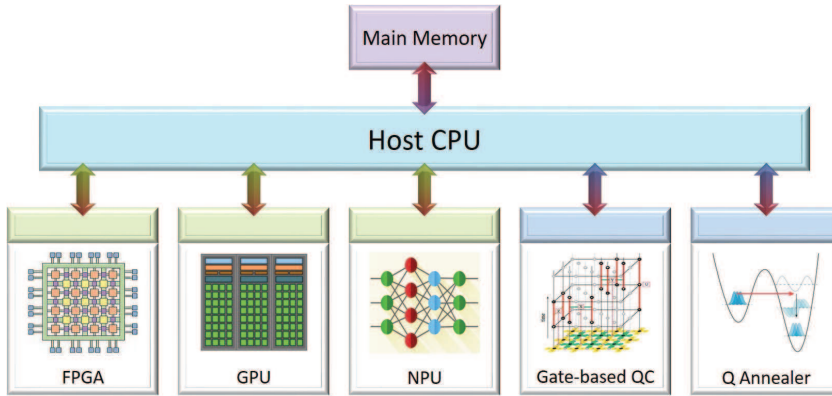 Main Memory
Host CPU
FPGA
GPU
NPU
Gate-based QC
Q Annealer